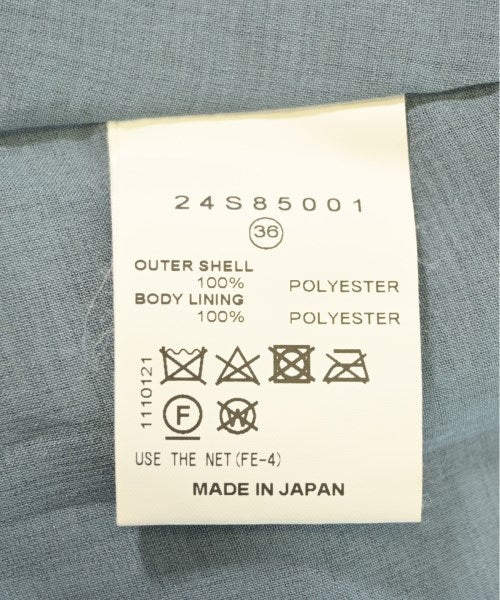 24S85001
36
OUTER SHELL
100% POLYESTER
BODY LINING
100% POLYESTER
1110121
F W
USE THE NET(FE-4)
MADE IN JAPAN